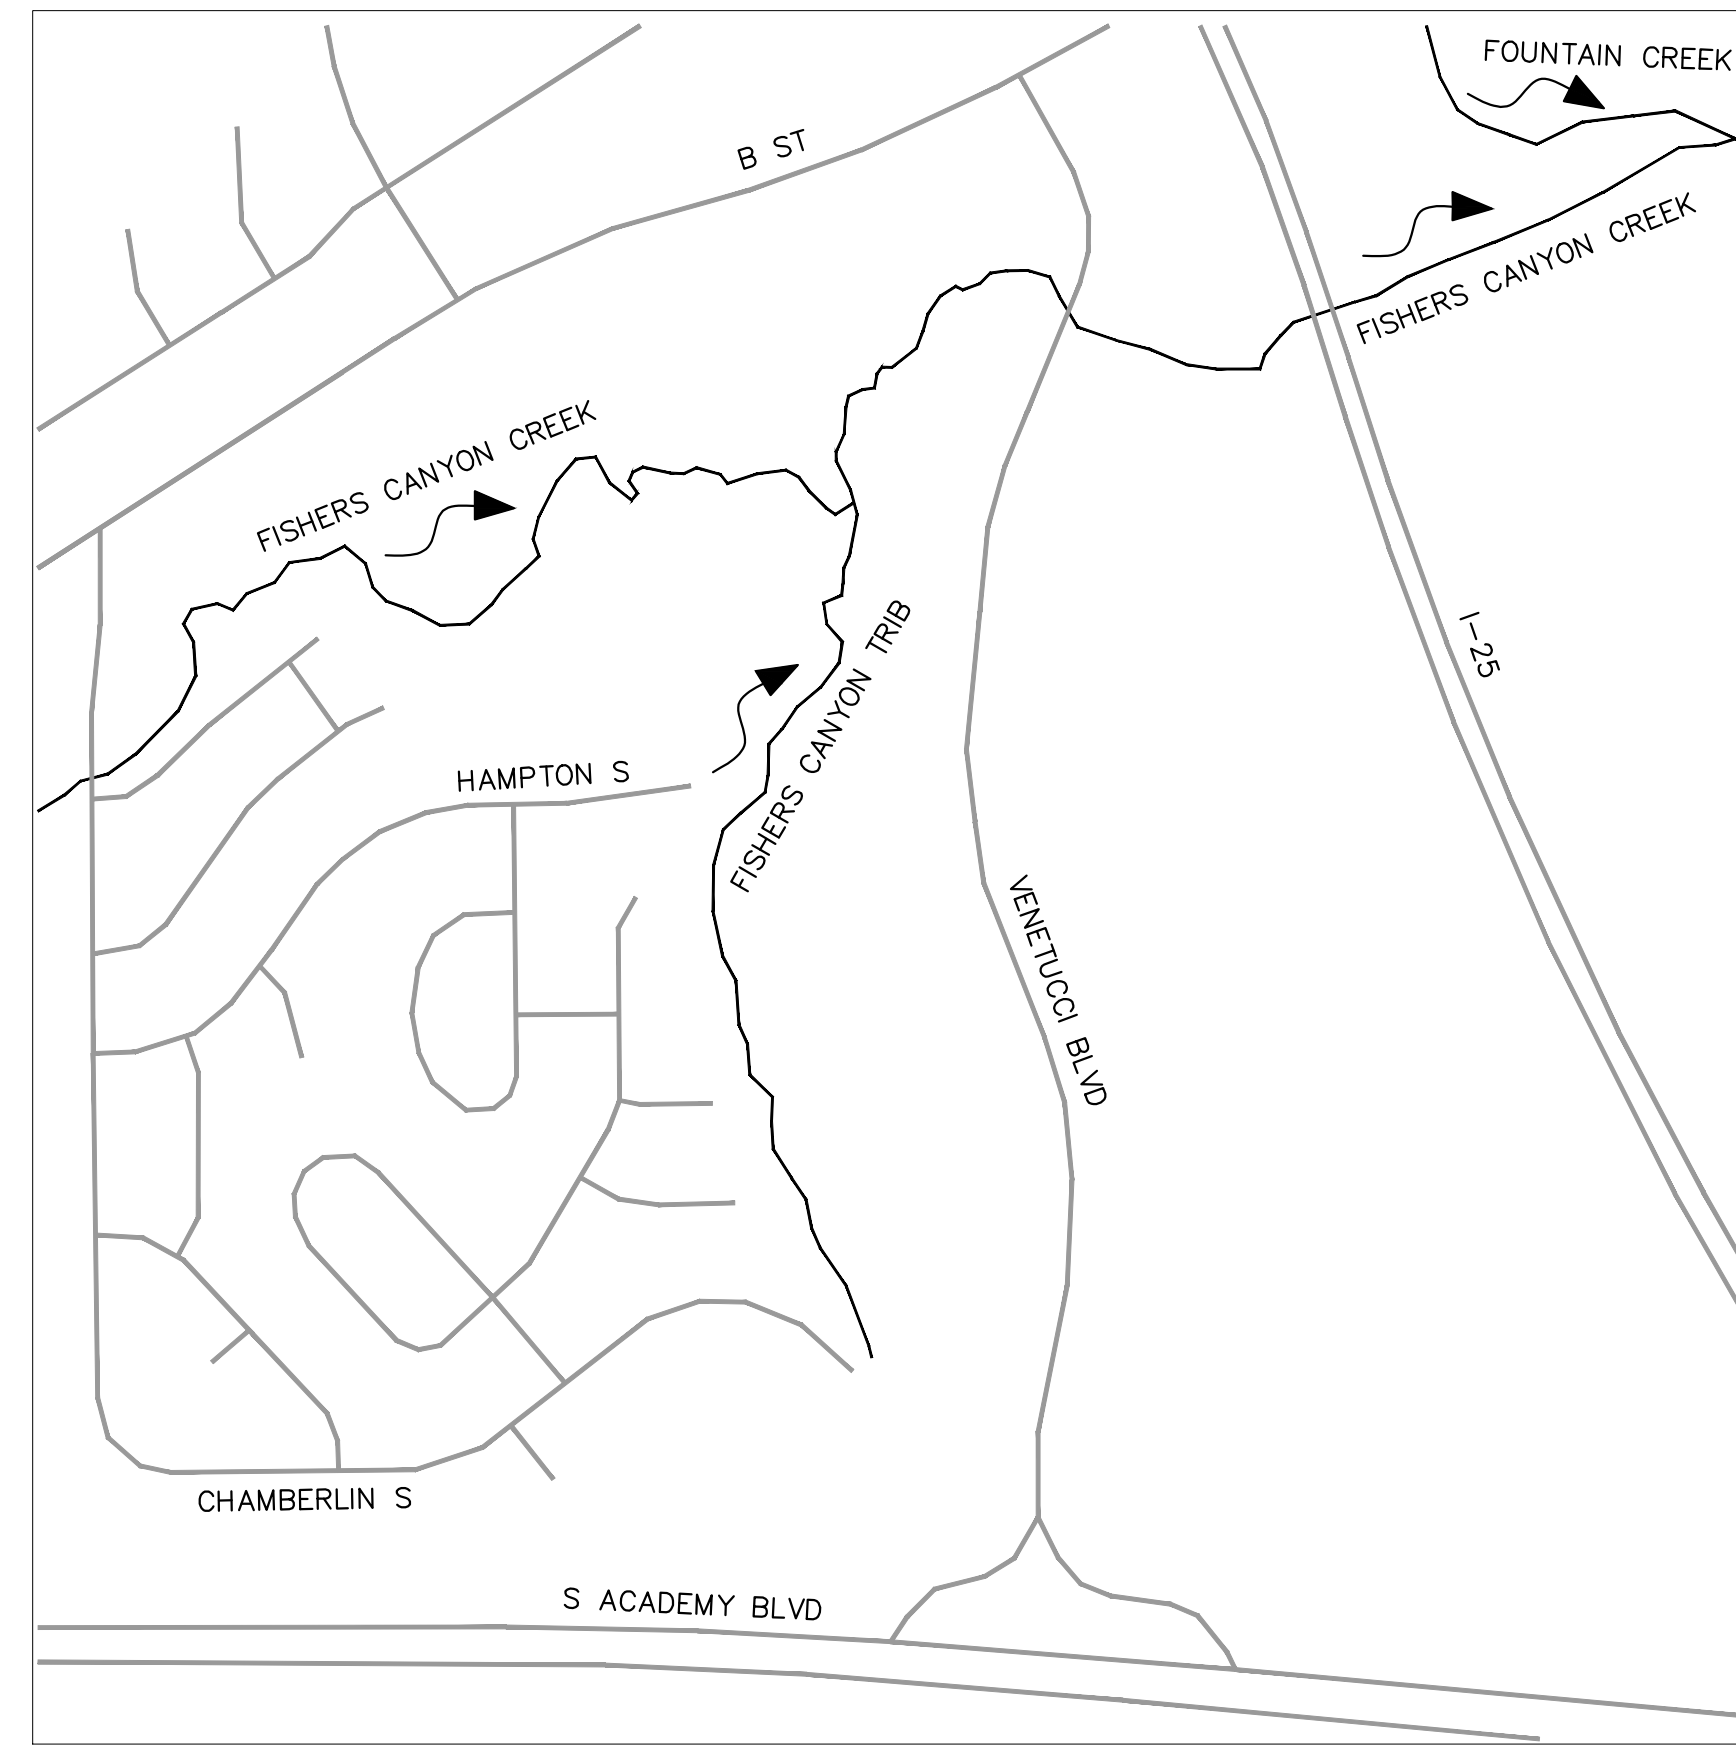 FOUNTAIN CREEK
B ST
FISHERS CANYON CREEK
FISHERS CANYON CREEK
FISHERS CANYON TRIB
I-25
HAMPTON S
VENETUCCI BLVD
CHAMBERLIN S
S ACADEMY BLVD